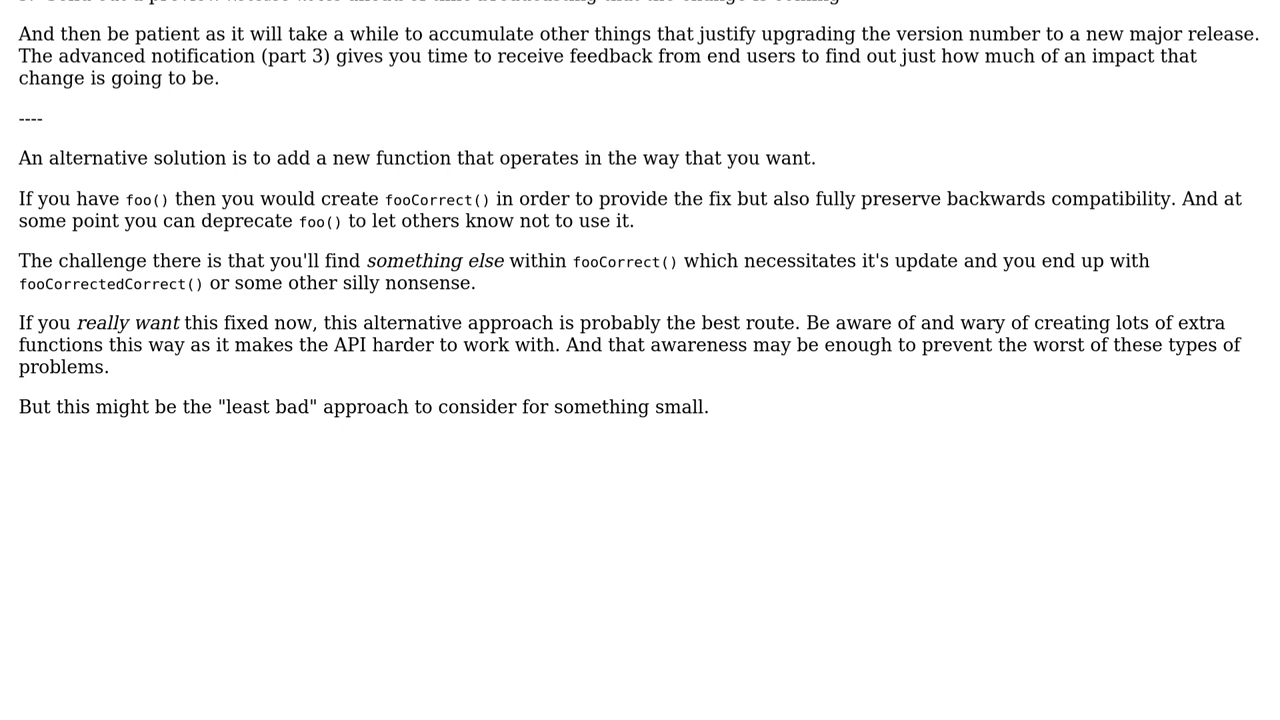 And then be patient as it will take a while to accumulate other things that justify upgrading the version number to a new major release.
The advanced notification (part 3) gives you time to receive feedback from end users to find out just how much of an impact that
change is going to be.
----
An alternative solution is to add a new function that operates in the way that you want.
If you have foo() then you would create fooCorrect() in order to provide the fix but also fully preserve backwards compatibility. And at
some point you can deprecate foo() to let others know not to use it.
The challenge there is that you'll find something else within fooCorrect() which necessitates it's update and you end up with
fooCorrectedCorrect() or some other silly nonsense.
If you really want this fixed now, this alternative approach is probably the best route. Be aware of and wary of creating lots of extra
functions this way as it makes the API harder to work with. And that awareness may be enough to prevent the worst of these types of
problems.
But this might be the "least bad" approach to consider for something small.